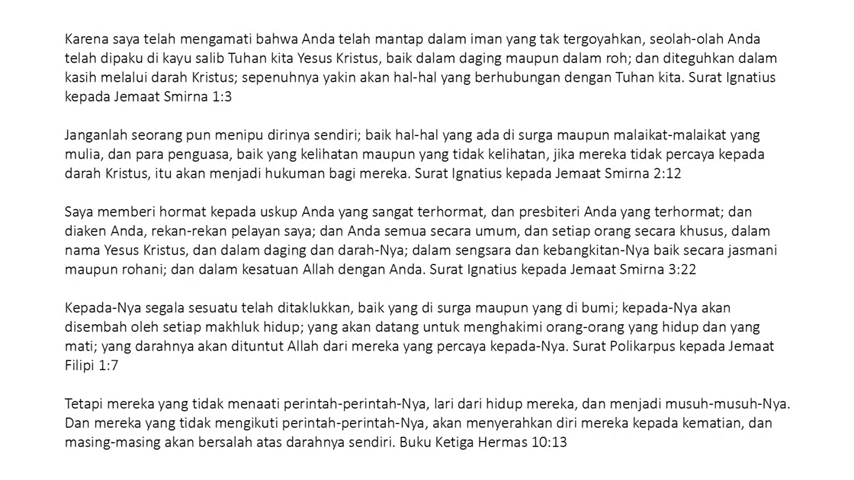 Karena saya telah mengamati bahwa Anda telah mantap dalam iman yang tak tergoyahkan, seolah-olah Anda
telah dipaku di kayu salib Tuhan kita Yesus Kristus, baik dalam daging maupun dalam roh; dan diteguhkan dalam
kasih melalui darah Kristus; sepenuhnya yakin akan hal-hal yang berhubungan dengan Tuhan kita. Surat Ignatius
kepada Jemaat Smirna 1:3
Janganlah seorang pun menipu dirinya sendiri; baik hal-hal yang ada di surga maupun malaikat-malaikat yang
mulia, dan para penguasa, baik yang kelihatan maupun yang tidak kelihatan, jika mereka tidak percaya kepada
darah Kristus, itu akan menjadi hukuman bagi mereka. Surat Ignatius kepada Jemaat Smirna 2:12
Saya memberi hormat kepada uskup Anda yang sangat terhormat, dan presbiteri Anda yang terhormat; dan
diaken Anda, rekan-rekan pelayan saya; dan Anda semua secara umum, dan setiap orang secara khusus, dalam
nama Yesus Kristus, dan dalam daging dan darah-Nya; dalam sengsara dan kebangkitan-Nya baik secara jasmani
maupun rohani; dan dalam kesatuan Allah dengan Anda. Surat Ignatius kepada Jemaat Smirna 3:22
Kepada-Nya segala sesuatu telah ditaklukkan, baik yang di surga maupun yang di bumi; kepada-Nya akan
disembah oleh setiap makhluk hidup; yang akan datang untuk menghakimi orang-orang yang hidup dan yang
mati; yang darahnya akan dituntut Allah dari mereka yang percaya kepada-Nya. Surat Polikarpus kepada Jemaat
Filipi 1:7
Tetapi mereka yang tidak menaati perintah-perintah-Nya, lari dari hidup mereka, dan menjadi musuh-musuh-Nya.
Dan mereka yang tidak mengikuti perintah-perintah-Nya, akan menyerahkan diri mereka kepada kematian, dan
masing-masing akan bersalah atas darahnya sendiri. Buku Ketiga Hermas 10:13